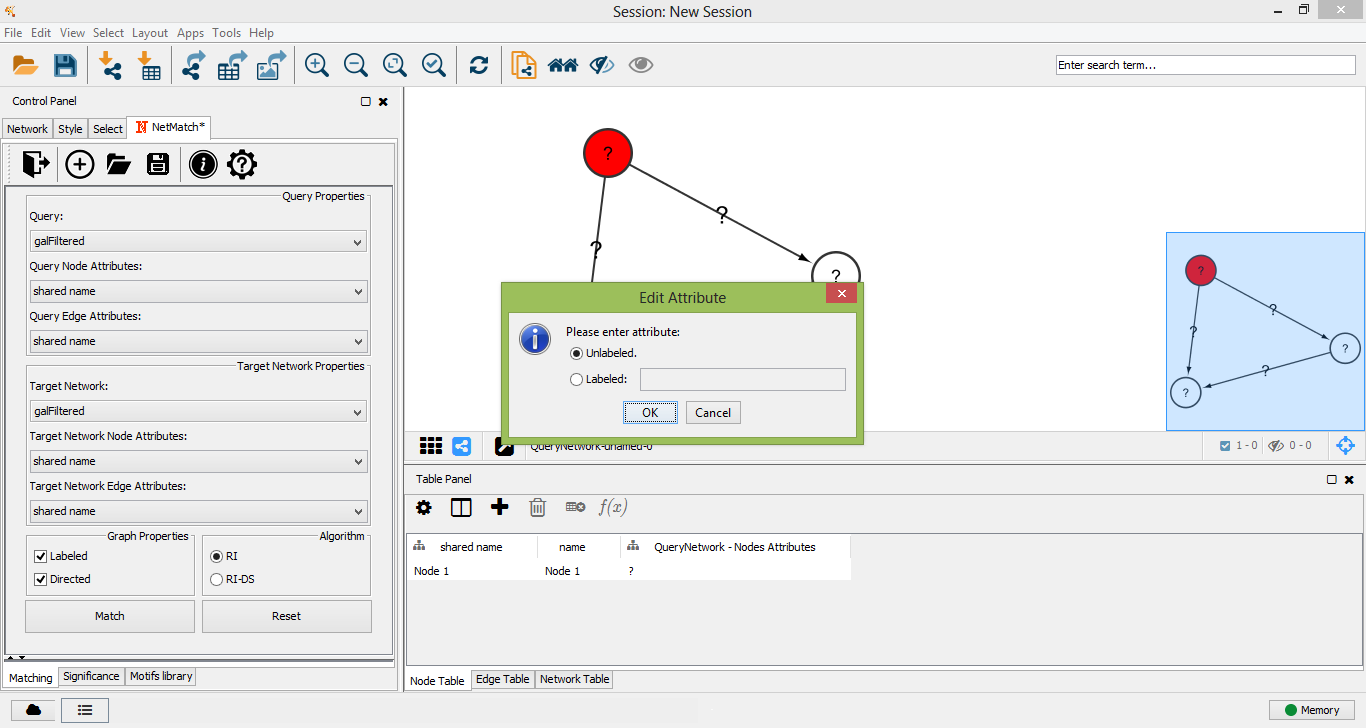 Session: New Session
File Edit View Select Layout Apps Tools Help
Enter search term...
Control Panel
Network Style Select NetMatch*
Query Properties
Query:
galFiltered
Query Node Attributes:
shared name
Query Edge Attributes:
shared name
Target Network Properties
Target Network:
galFiltered
Target Network Node Attributes:
shared name
Target Network Edge Attributes:
shared name
Graph Properties
Labeled
Directed
Algorithm
RI
RI-DS
Match Reset
Matching Significance Motifs library
?
?
?
?
Edit Attribute
Please enter attribute:
Unlabeled.
Labeled:
OK Cancel
?
?
?
?
?
?
QueryNetwork-unamed-0
1 - 0 0 - 0
Table Panel
f(x)
shared name name QueryNetwork - Nodes Attributes
Node 1 Node 1 ?
Node Table Edge Table Network Table
Memory